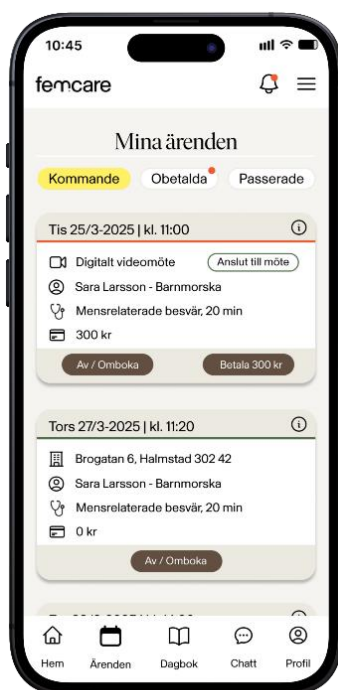 10:45
femcare
Mina ärenden
Kommande Obetalda Passerade
Tis 25/3-2025 | kl. 11:00
Digitalt videomöte Anslut till möte
Sara Larsson - Barnmorska
Mensrelaterade besvär, 20 min
300 kr
Av / Omboka Betala 300 kr
Tors 27/3-2025 | kl. 11:20
Brogatan 6, Halmstad 302 42
Sara Larsson - Barnmorska
Mensrelaterade besvär, 20 min
0 kr
Av / Omboka
Hem Ärenden Dagbok Chatt Profil